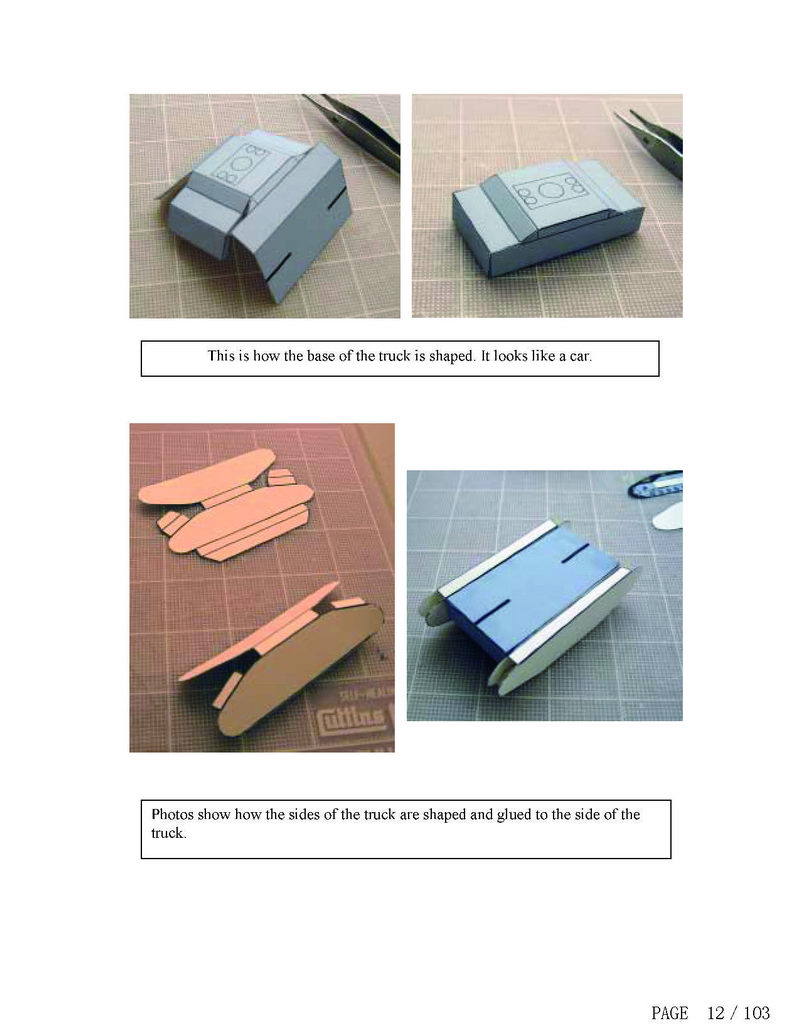 This is how the base of the truck is shaped. It looks like a car.
SELF-HEALIN
Cutting
Photos show how the sides of the truck are shaped and glued to the side of the
truck.
PAGE 12 / 103